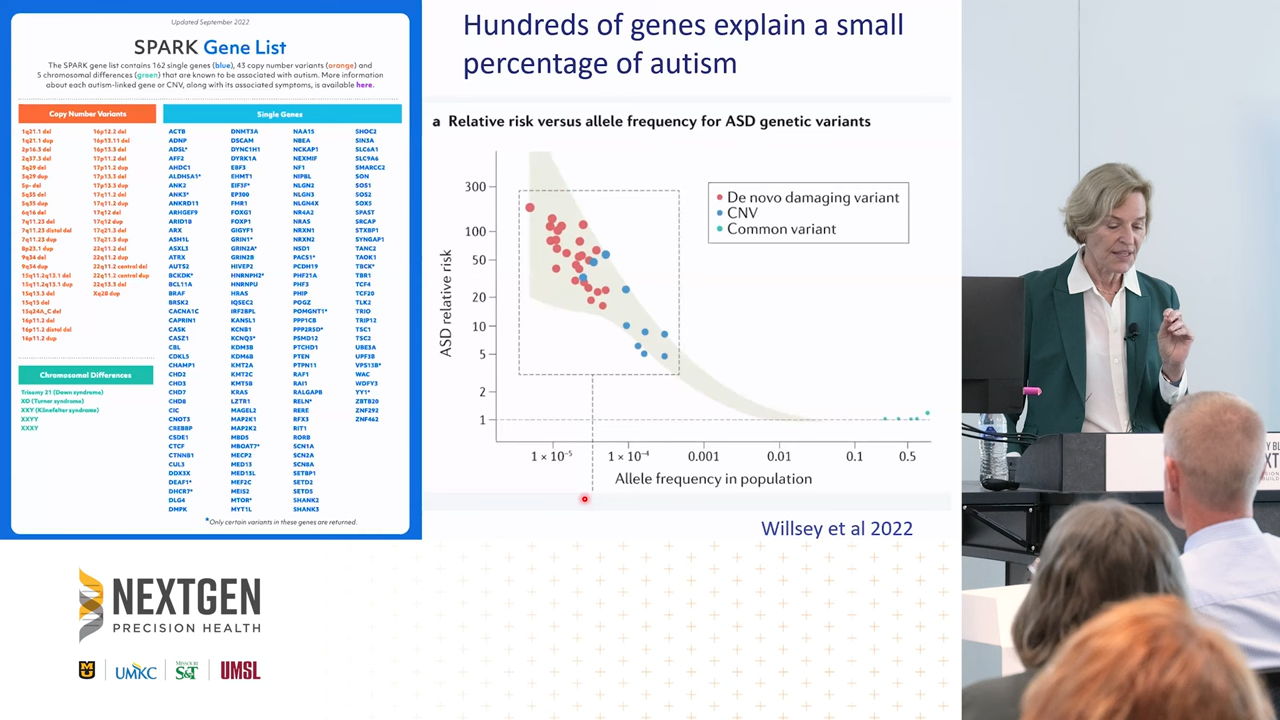 Updated September 2022
SPARK Gene List
The SPARK gene list contains 162 single genes (blue), 43 copy number variants (orange) and
5 chromosomal differences (green) that are known to be associated with autism. More information
about each autism-linked gene or CNV, along with its associated symptoms, is available here.
Copy Number Variants
1q21.1 del
1q21.1 dup
2p16.3 del
2q37.3 del
3q29 del
3q29 dup
5p- del
5q35 del
5q35 dup
6q16 del
7q11.23 del
7q11.23 distal del
7q11.23 dup
8p23.1 dup
9q34 del
9q34 dup
15q11.2q13.1 del
15q11.2q13.1 dup
15q13.3 del
15q15 del
15q24A_C del
16p11.2 del
16p11.2 distal del
16p11.2 dup
16p12.2 del
16p13.11 del
16p13.3 del
17p11.2 del
17p11.2 dup
17p13.3 del
17p13.3 dup
17q11.2 del
17q11.2 dup
17q12 del
17q12 dup
17q21.3 del
17q21.3 dup
22q11.2 del
22q11.2 dup
22q11.2 central del
22q11.2 central dup
22q13.3 del
Xq28 dup
Chromosomal Differences
Trisomy 21 (Down syndrome)
XO (Turner syndrome)
XXY (Klinefelter syndrome)
XXYY
XXXY
Single Genes
ACTB
ADNP
ADSL*
AFF2
AHDC1
ALDH5A1*
ANK2
ANK3*
ANKRD11
ARHGEF9
ARID1B
ARX
ASH1L
ASXL3
ATRX
AUTS2
BCKDK*
BCL11A
BRAF
BRSK2
CACNA1C
CAPRIN1
CASK
CASZ1
CBL
CDKL5
CHAMP1
CHD2
CHD3
CHD7
CHD8
CIC
CNOT3
CREBBP
CSDE1
CTCF
CTNNB1
CUL3
DDX3X
DEAF1*
DHCR7*
DLG4
DMPK
DNMT3A
DSCAM
DYNC1H1
DYRK1A
EBF3
EHMT1
EIF3F*
EP300
FMR1
FOXG1
FOXP1
GIGYF1
GRIN1*
GRIN2A*
GRIN2B
HIVEP2
HNRNPH2*
HNRNPU
HRAS
IQSEC2
IRF2BPL
KANSL1
KCNB1
KCNQ3*
KDM3B
KDM6B
KMT2A
KMT2C
KMT5B
KRAS
LZTR1
MAGEL2
MAP2K1
MAP2K2
MBD5
MBOAT7*
MECP2
MED13
MED13L
MEF2C
MEIS2
MTOR*
MYT1L
NAA15
NBEA
NCKAP1
NEXMIF
NF1
NIPBL
NLGN2
NLGN3
NLGN4X
NR4A2
NRAS
NRXN1
NRXN2
NSD1
PACS1*
PCDH19
PHF21A
PHF3
PHIP
POGZ
POMGNT1*
PPP1CB
PPP2R5D*
PSMD12
PTCHD1
PTEN
PTPN11
RAF1
RAI1
RALGAPB
RELN*
RERE
RFX3
RIT1
RORB
SCN1A
SCN2A
SCN8A
SETBP1
SETD2
SETD5
SHANK2
SHANK3
SHOC2
SIN3A
SLC6A1
SLC9A6
SMARCC2
SON
SOS1
SOS2
SOX5
SPAST
SRCAP
STXBP1
SYNGAP1
TANC2
TAOK1
TBCK*
TBR1
TCF4
TCF20
TLK2
TRIO
TRIP12
TSC1
TSC2
UBE3A
UPF3B
VPS13B*
WAC
WDFY3
YY1*
ZBTB20
ZNF292
ZNF462
*Only certain variants in these genes are returned.
Hundreds of genes explain a small
percentage of autism
a Relative risk versus allele frequency for ASD genetic variants
ASD relative risk
300
100
50
20
10
5
2
1
De novo damaging variant
CNV
Common variant
1 × 10⁻⁵
1 × 10⁻⁴
0.001
0.01
0.1
0.5
Allele frequency in population
Willsey et al 2022
NEXTGEN
PRECISION HEALTH
UMKC
MISSOURI
S&T
UMSL